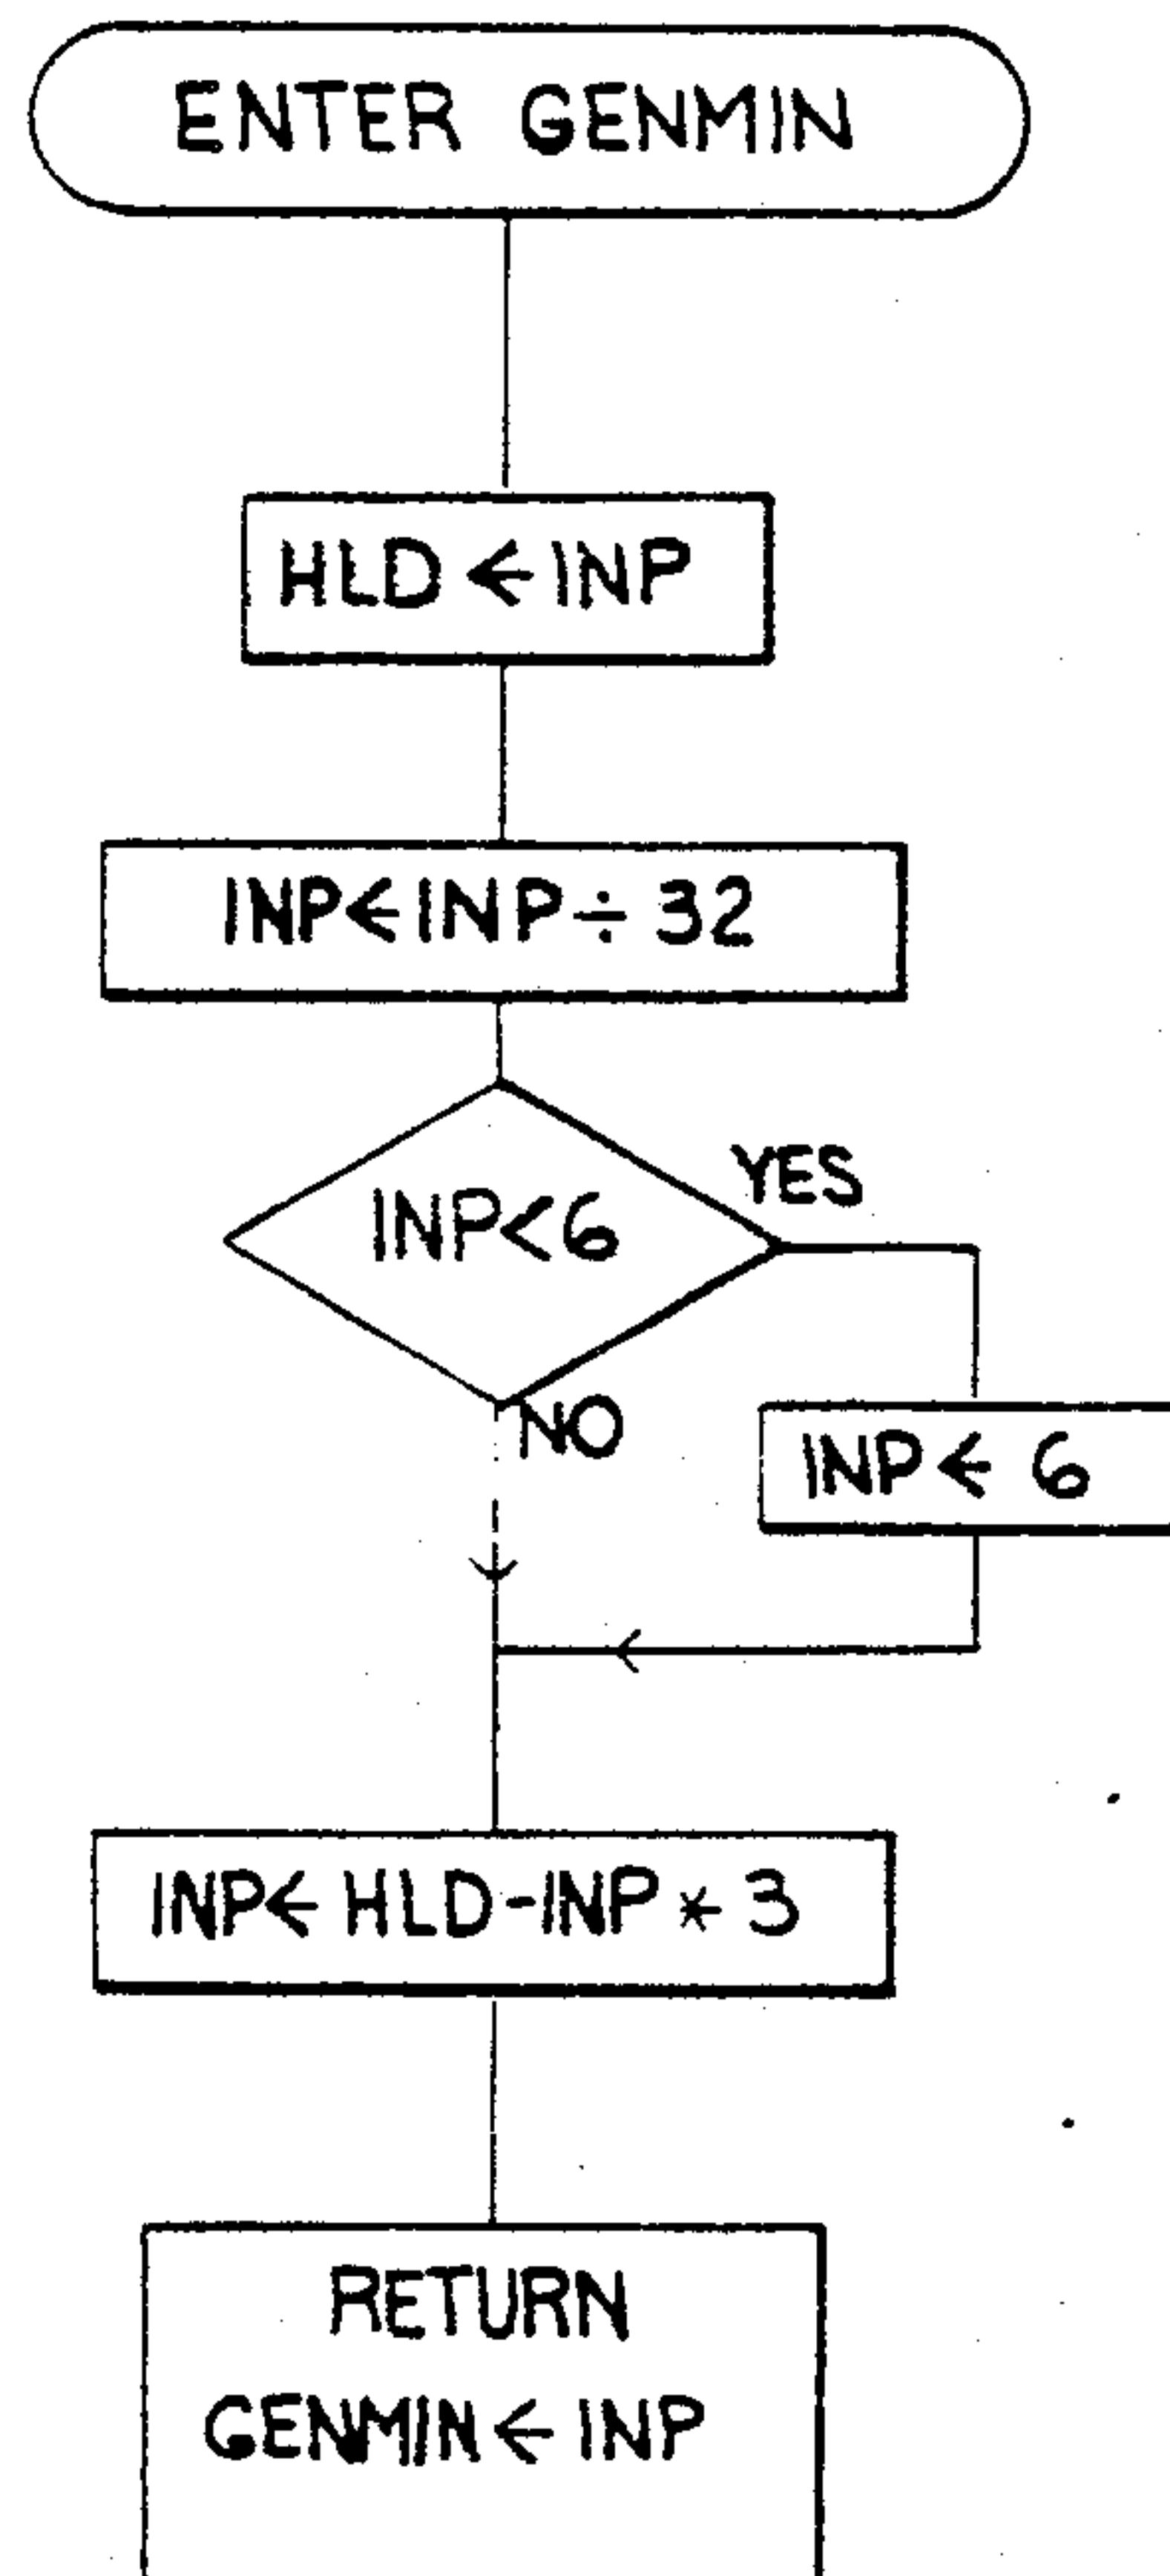 ENTER GENMIN
HLD ← INP
INP ← INP ÷ 32
INP < 6
YES
NO
INP ← 6
INP ← HLD - INP * 3
RETURN
GENMIN ← INP